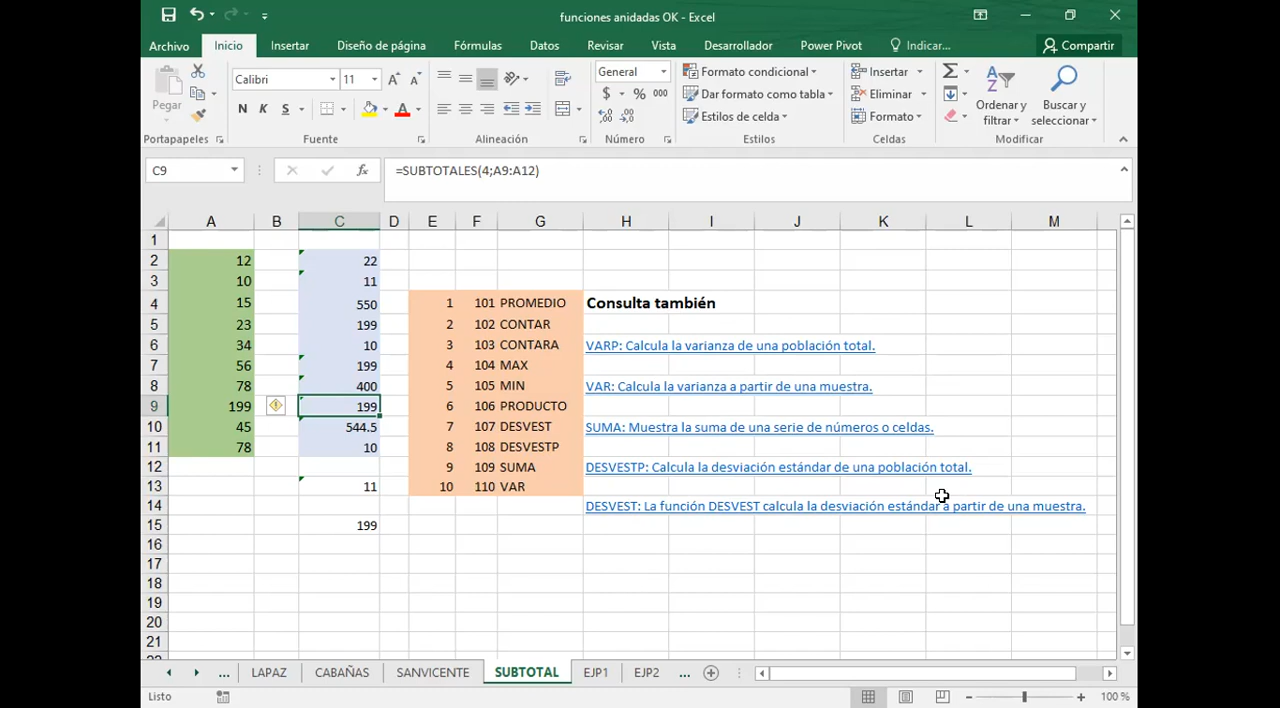 funciones anidadas OK - Excel
Archivo Inicio Insertar Diseño de página Fórmulas Datos Revisar Vista Desarrollador Power Pivot Indicar... Compartir
Pegar
Calibri 11
N K S
General
$ % 000
Formato condicional
Dar formato como tabla
Estilos de celda
Insertar
Eliminar
Formato
Ordenar y filtrar
Buscar y seleccionar
Portapapeles Fuente Alineación Número Estilos Celdas Modificar
C9 fx =SUBTOTALES(4;A9:A12)
A B C D E F G H I J K L M
1
2 12 22
3 10 11
4 15 550 1 101 PROMEDIO Consulta también
5 23 199 2 102 CONTAR
6 34 10 3 103 CONTARA VARP: Calcula la varianza de una población total.
7 56 199 4 104 MAX
8 78 400 5 105 MIN VAR: Calcula la varianza a partir de una muestra.
9 199 199 6 106 PRODUCTO
10 45 544.5 7 107 DESVEST SUMA: Muestra la suma de una serie de números o celdas.
11 78 10 8 108 DESVESTP
12 9 109 SUMA DESVESTP: Calcula la desviación estándar de una población total.
13 11 10 110 VAR
14 DESVEST: La función DESVEST calcula la desviación estándar a partir de una muestra.
15 199
16
17
18
19
20
21
22
... LAPAZ CABAÑAS SANVICENTE SUBTOTAL EJP1 EJP2 ...
Listo 100 %